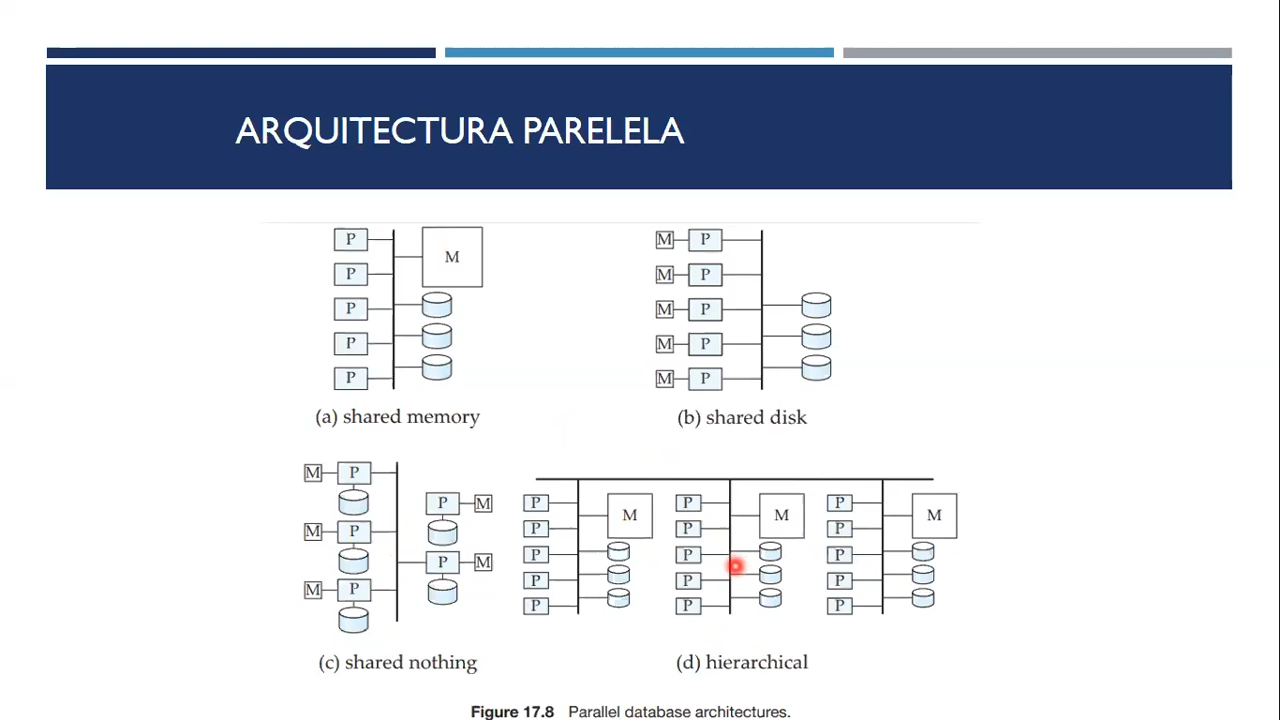 ARQUITECTURA PARELELA
P
P
P
P
P
M
(a) shared memory
M P
M P
M P
M P
M P
(b) shared disk
M P
M P
M P
P M
P M
(c) shared nothing
P
P
P
P
P
M
P
P
P
P
P
M
P
P
P
P
P
M
(d) hierarchical
Figure 17.8 Parallel database architectures.